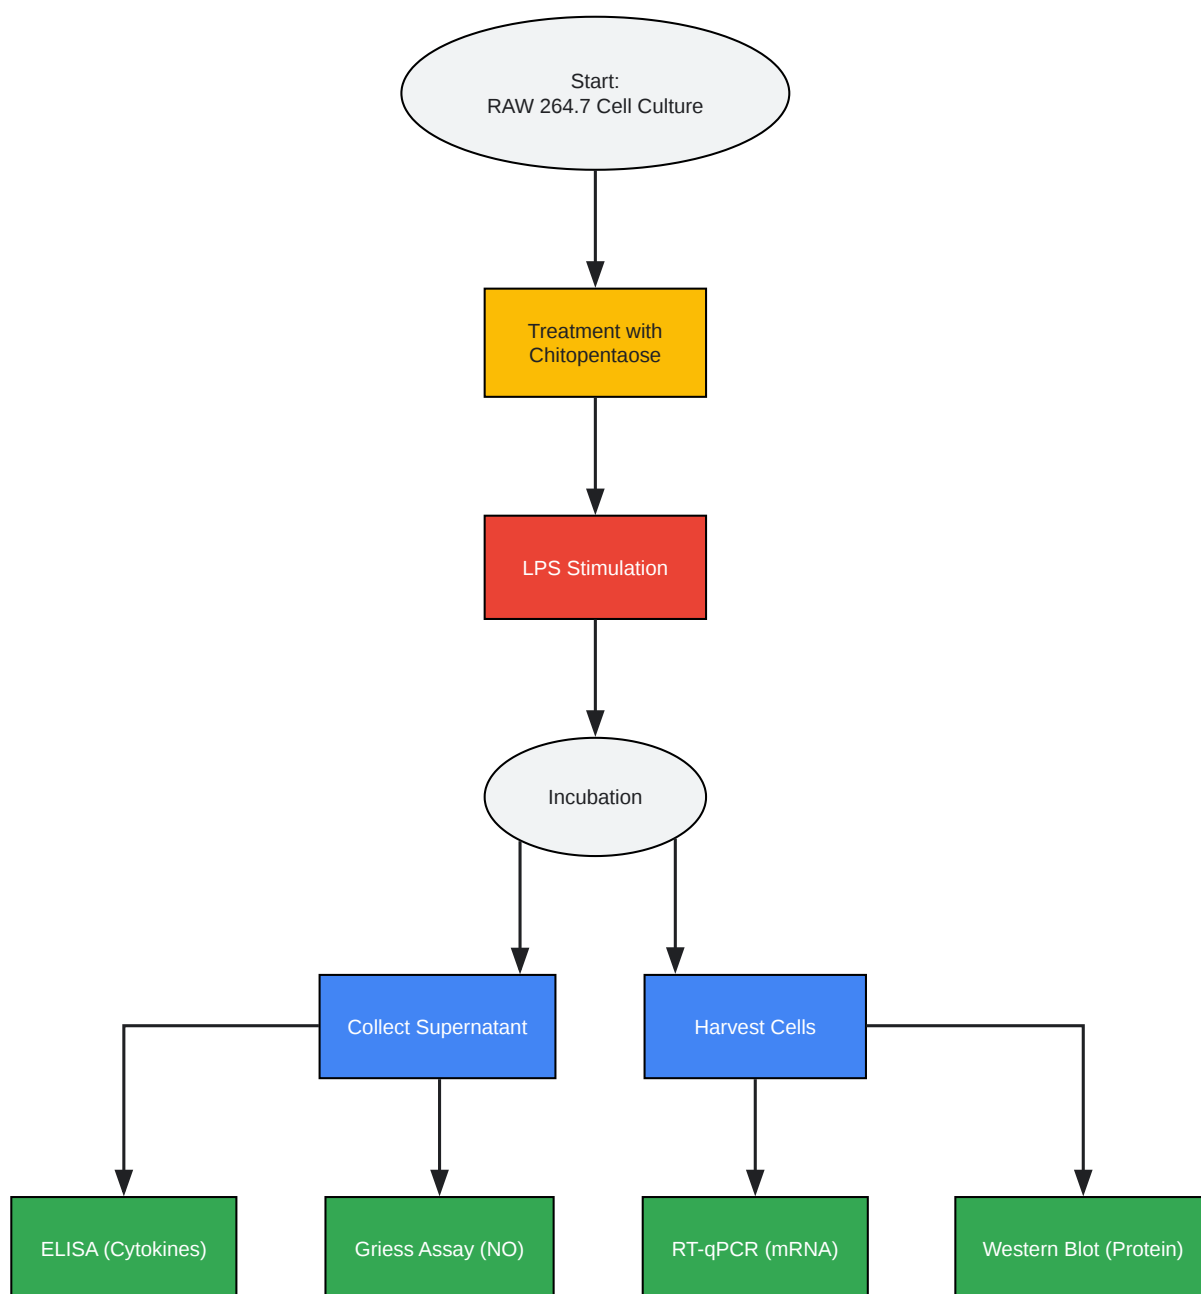 Start:
RAW 264.7 Cell Culture
Treatment with
Chitopentaose
LPS Stimulation
Incubation
Collect Supernatant
Harvest Cells
ELISA (Cytokines)
Griess Assay (NO)
RT-qPCR (mRNA)
Western Blot (Protein)